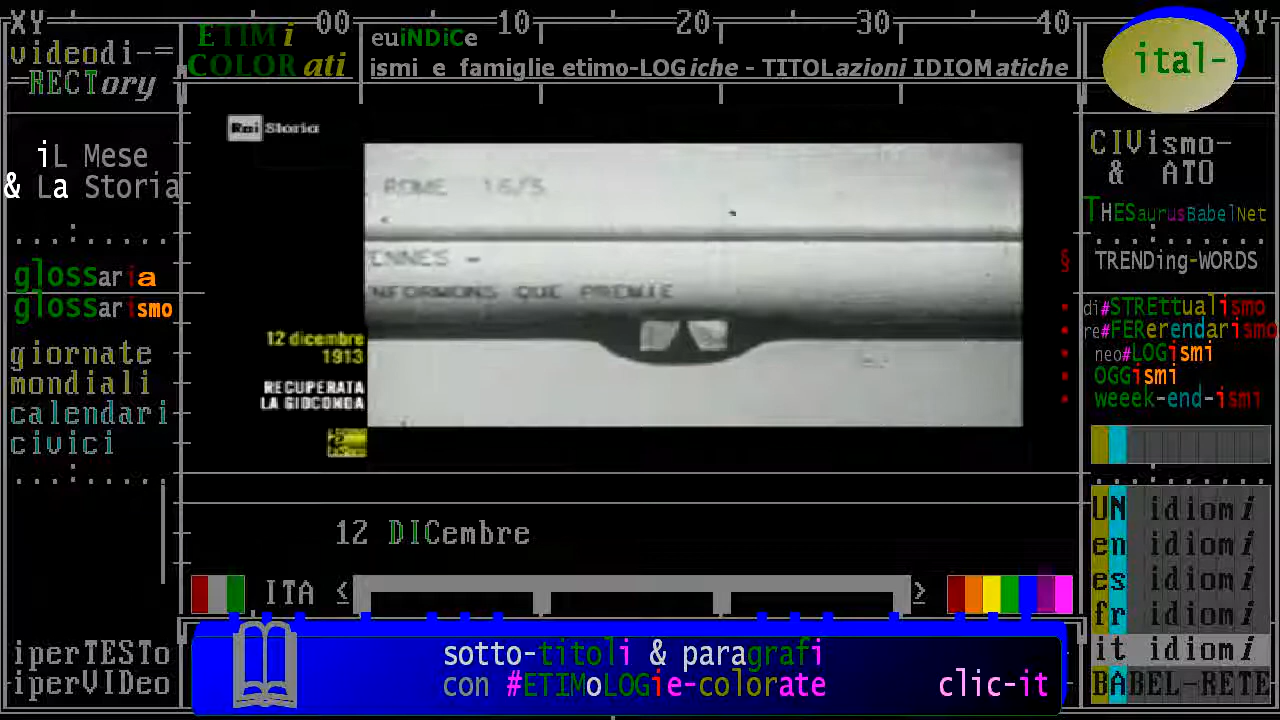 XY 00 10 20 30 40 XY
videodi-=
=RECTory
ETIMi
COLORati
euiNDiCe
ismi e famiglie etimo-LOGiche - TITOLazioni IDIOMatiche
ital-
iL Mese
& La Storia
...:.....
glossaria
glossarismo
giornate
mondiali
calendari
civici
...:.....
iperTESTo
iperVIDeo
Rai Storia
ROME 16/5
ENNES -
NFORMONS QUE PREMIE
12 dicembre
1913
RECUPERATA
LA GIOCONDA
12 DICembre
ITA < >
sotto-titoli & paragrafi
con #ETIMoLOGie-colorate
clic-it
CIVismo-
& ATO
THESaurusBabelNet
...:.......
§
TRENDing-WORDS
di#STREttualismo
re#FERerendarismo
neo#LOGismi
OGGismi
weeek-end-ismi
...:.......
UN idiomi
en idiomi
es idiomi
fr idiomi
it idiomi
BABEL-RETE